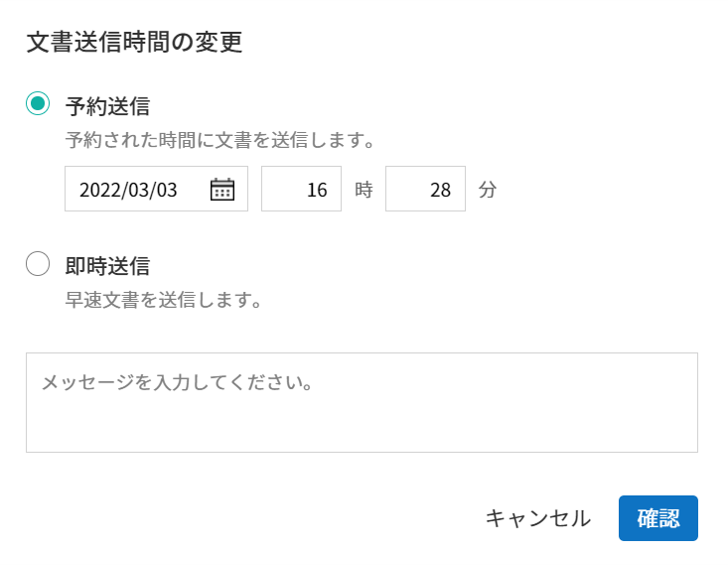 文書送信時間の変更
予約送信
予約された時間に文書を送信します。
2022/03/03 16 時 28 分
即時送信
早速文書を送信します。
メッセージを入力してください。
キャンセル 確認